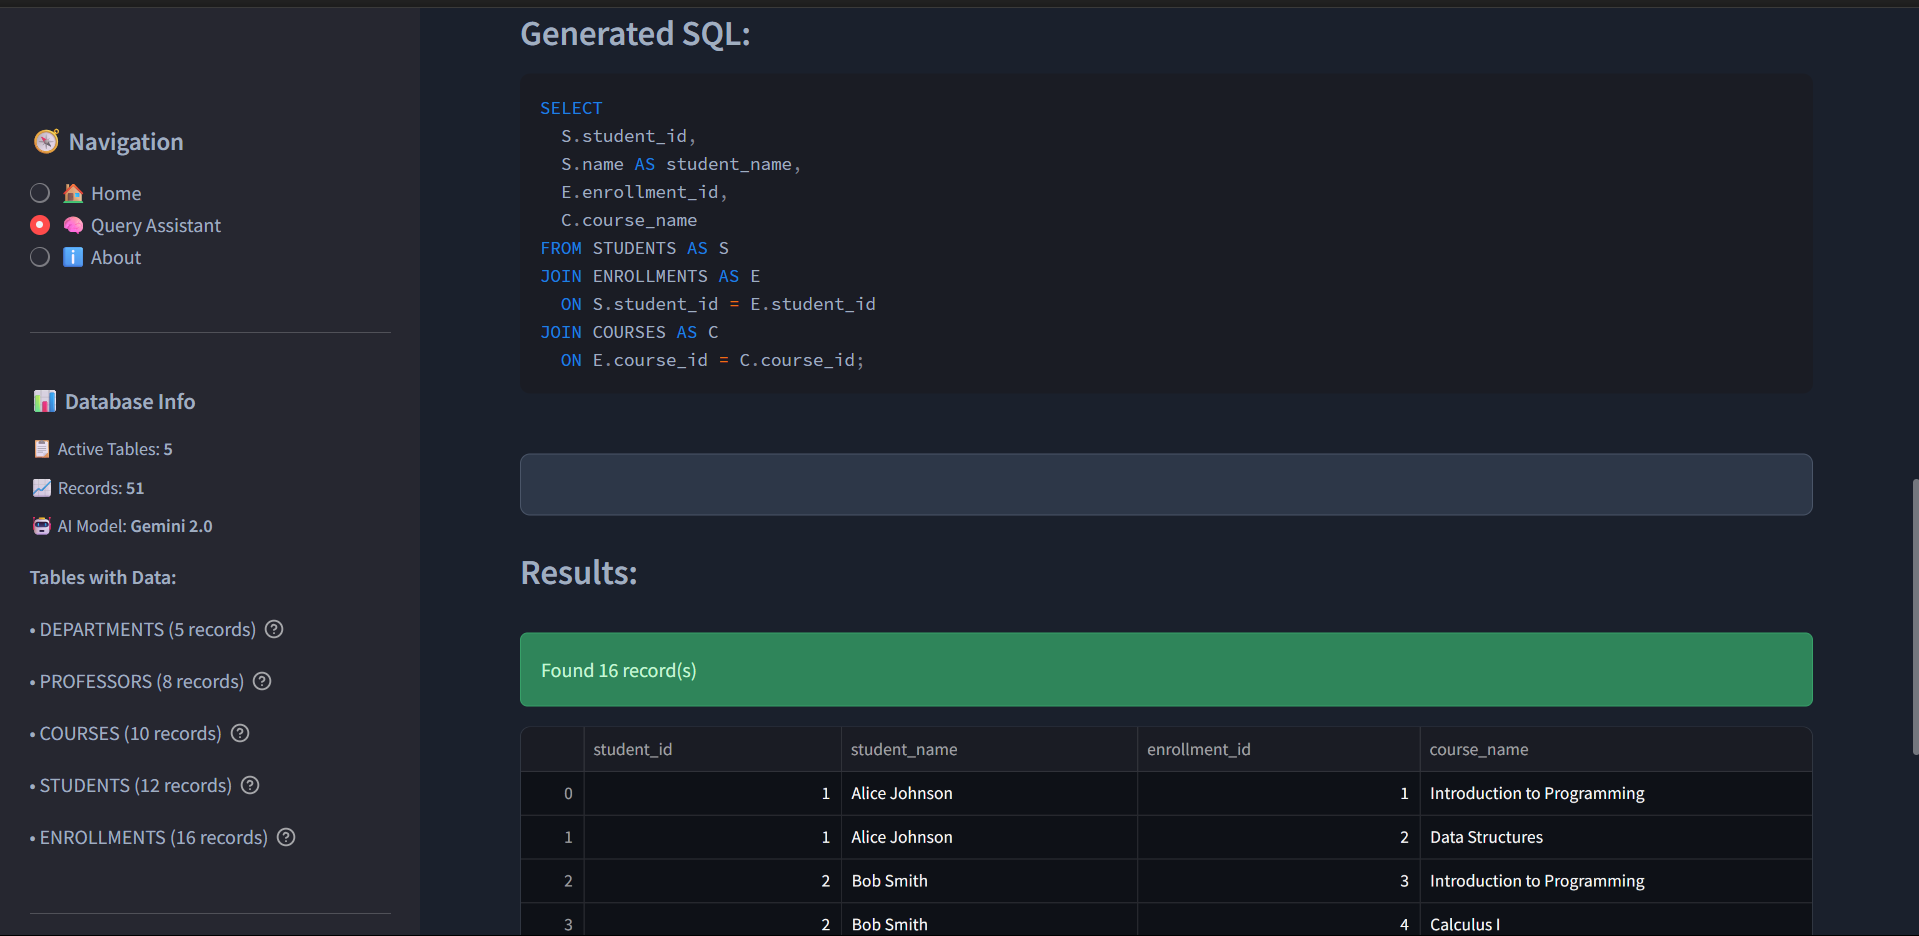 Navigation
Home
Query Assistant
About
Database Info
Active Tables: 5
Records: 51
AI Model: Gemini 2.0
Tables with Data:
• DEPARTMENTS (5 records)
• PROFESSORS (8 records)
• COURSES (10 records)
• STUDENTS (12 records)
• ENROLLMENTS (16 records)
Generated SQL:
SELECT
  S.student_id,
  S.name AS student_name,
  E.enrollment_id,
  C.course_name
FROM STUDENTS AS S
JOIN ENROLLMENTS AS E
  ON S.student_id = E.student_id
JOIN COURSES AS C
  ON E.course_id = C.course_id;
Results:
Found 16 record(s)
student_id student_name enrollment_id course_name
0 1 Alice Johnson 1 Introduction to Programming
1 1 Alice Johnson 2 Data Structures
2 2 Bob Smith 3 Introduction to Programming
3 2 Bob Smith 4 Calculus I